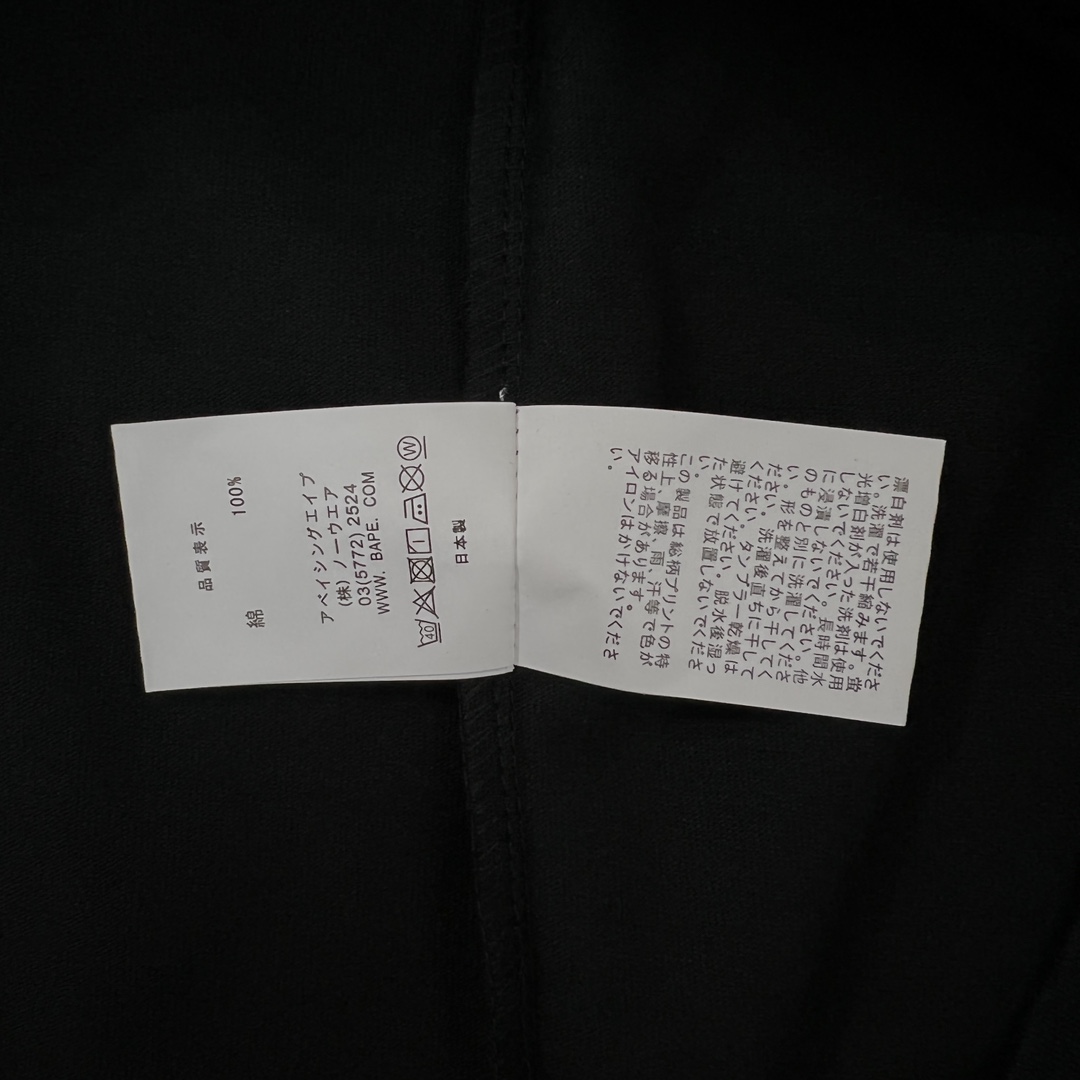 品質表示
綿 100%
アベイシングエイプ
(株) ノーウエア
03(5772) 2524
WWW. BAPE. COM
40 W
日本製
漂白剤は使用しないでくださ
い。洗濯で若干縮みます。蛍
光増白剤が入った洗剤は使用
しないでください。長時間水
に浸漬しないでください。他
のものと別に洗濯してくださ
い。形を整えてから干してく
ださい。洗濯後直ちに干して
ください。タンブラー乾燥は
避けてください。脱水後湿っ
た状態で放置しないでくださ
い。
この製品は総柄プリントの特
性上、摩擦、雨、汗等で色が
移る場合があります。
アイロンはかけないでくださ
い。